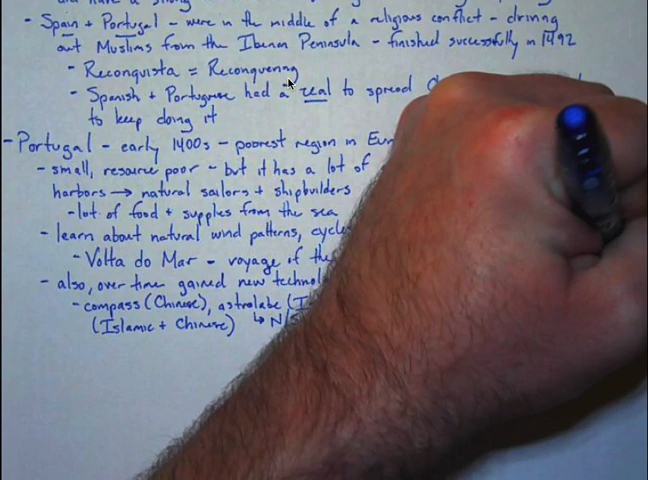 - Spain + Portugal - were in the middle of a religious conflict - driving
out Muslims from the Iberian Peninsula - finished successfully in 1492
- Reconquista = Reconquering
- Spanish + Portuguese had a zeal to spread
to keep doing it
- Portugal - early 1400s - poorest region in Eur
- small, resource poor - but it has a lot of
harbors → natural sailors + shipbuilders
- lot of food + supplies from the sea
- learn about natural wind patterns, cycle
- Volta do Mar - voyage of the
- also, over time gained new technol
- compass (Chinese), astrolabe (I
(Islamic + Chinese) ↳ N/S